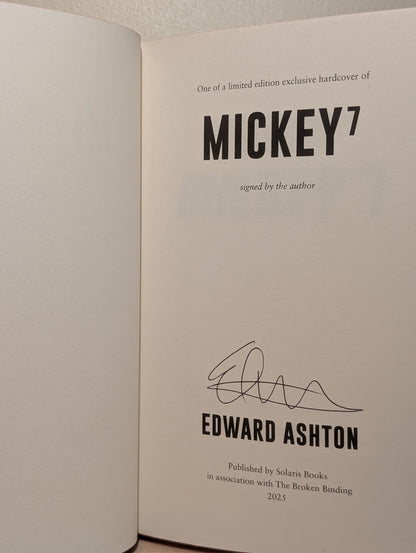 One of a limited edition exclusive hardcover of
MICKEY⁷
signed by the author
EDWARD ASHTON
Published by Solaris Books
in association with The Broken Binding
2025